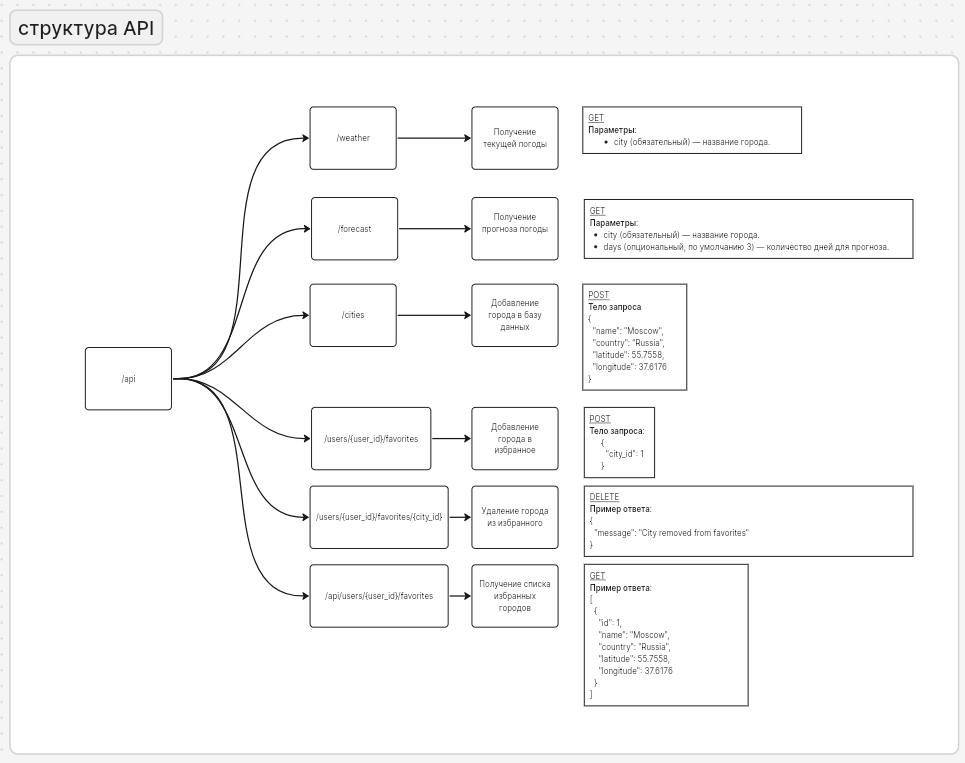 структура API
/api
/weather
Получение
текущей погоды
GET
Параметры:
• city (обязательный) — название города.
/forecast
Получение
прогноза погоды
GET
Параметры:
• city (обязательный) — название города.
• days (опциональный, по умолчанию 3) — количество дней для прогноза.
/cities
Добавление
города в базу
данных
POST
Тело запроса
{
"name": "Moscow",
"country": "Russia",
"latitude": 55.7558,
"longitude": 37.6176
}
/users/{user_id}/favorites
Добавление
города в
избранное
POST
Тело запроса:
{
"city_id": 1
}
/users/{user_id}/favorites/{city_id}
Удаление города
из избранного
DELETE
Пример ответа:
{
"message": "City removed from favorites"
}
/api/users/{user_id}/favorites
Получение списка
избранных
городов
GET
Пример ответа:
[
{
"id": 1,
"name": "Moscow",
"country": "Russia",
"latitude": 55.7558,
"longitude": 37.6176
}
]